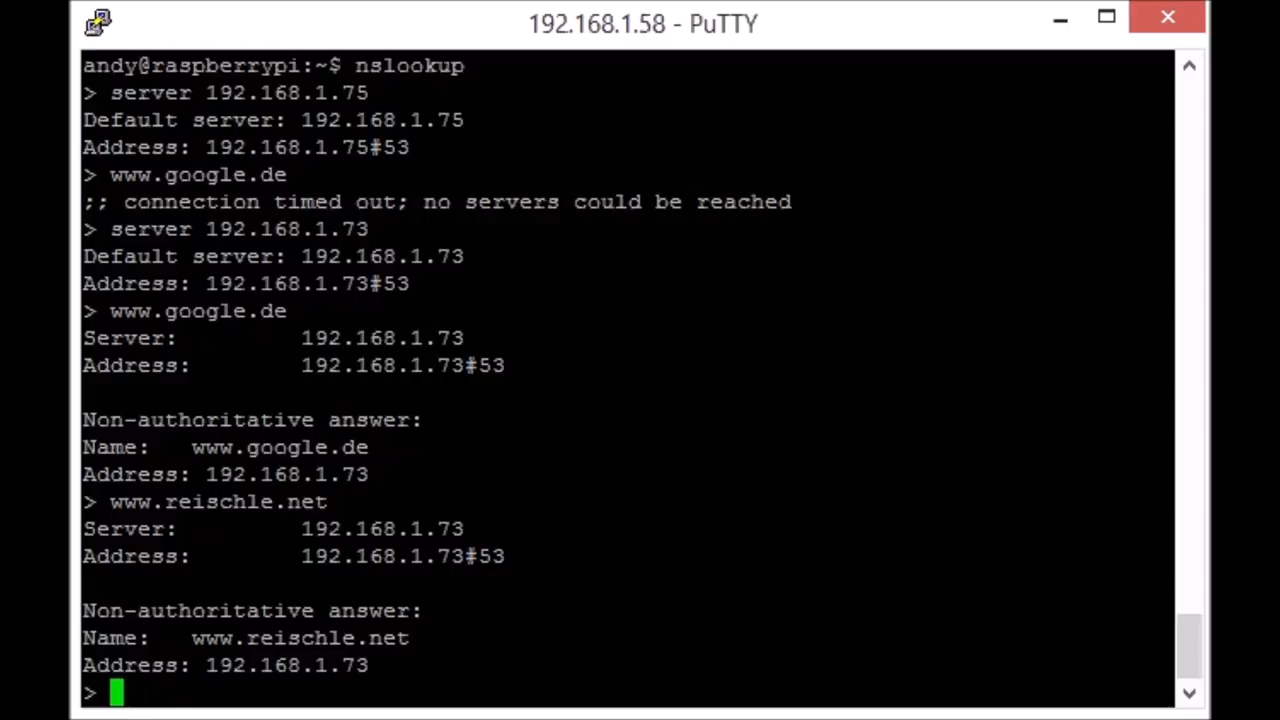 192.168.1.58 - PuTTY
andy@raspberrypi:~$ nslookup
> server 192.168.1.75
Default server: 192.168.1.75
Address: 192.168.1.75#53
> www.google.de
;; connection timed out; no servers could be reached
> server 192.168.1.73
Default server: 192.168.1.73
Address: 192.168.1.73#53
> www.google.de
Server:         192.168.1.73
Address:        192.168.1.73#53
Non-authoritative answer:
Name:   www.google.de
Address: 192.168.1.73
> www.reischle.net
Server:         192.168.1.73
Address:        192.168.1.73#53
Non-authoritative answer:
Name:   www.reischle.net
Address: 192.168.1.73
>